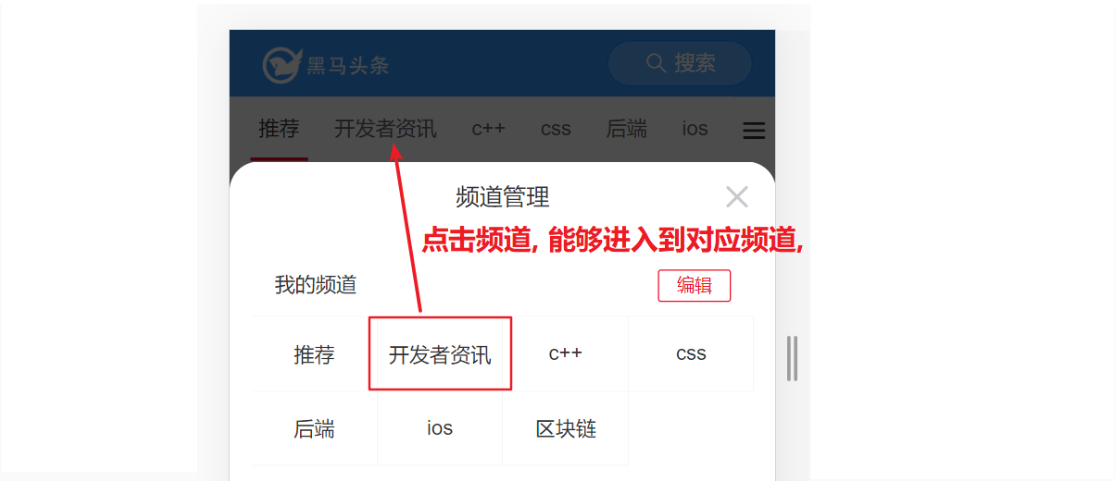 黑马头条 搜索
推荐 开发者资讯 c++ css 后端 ios
频道管理
点击频道, 能够进入到对应频道,
我的频道 编辑
推荐 开发者资讯 c++ css
后端 ios 区块链